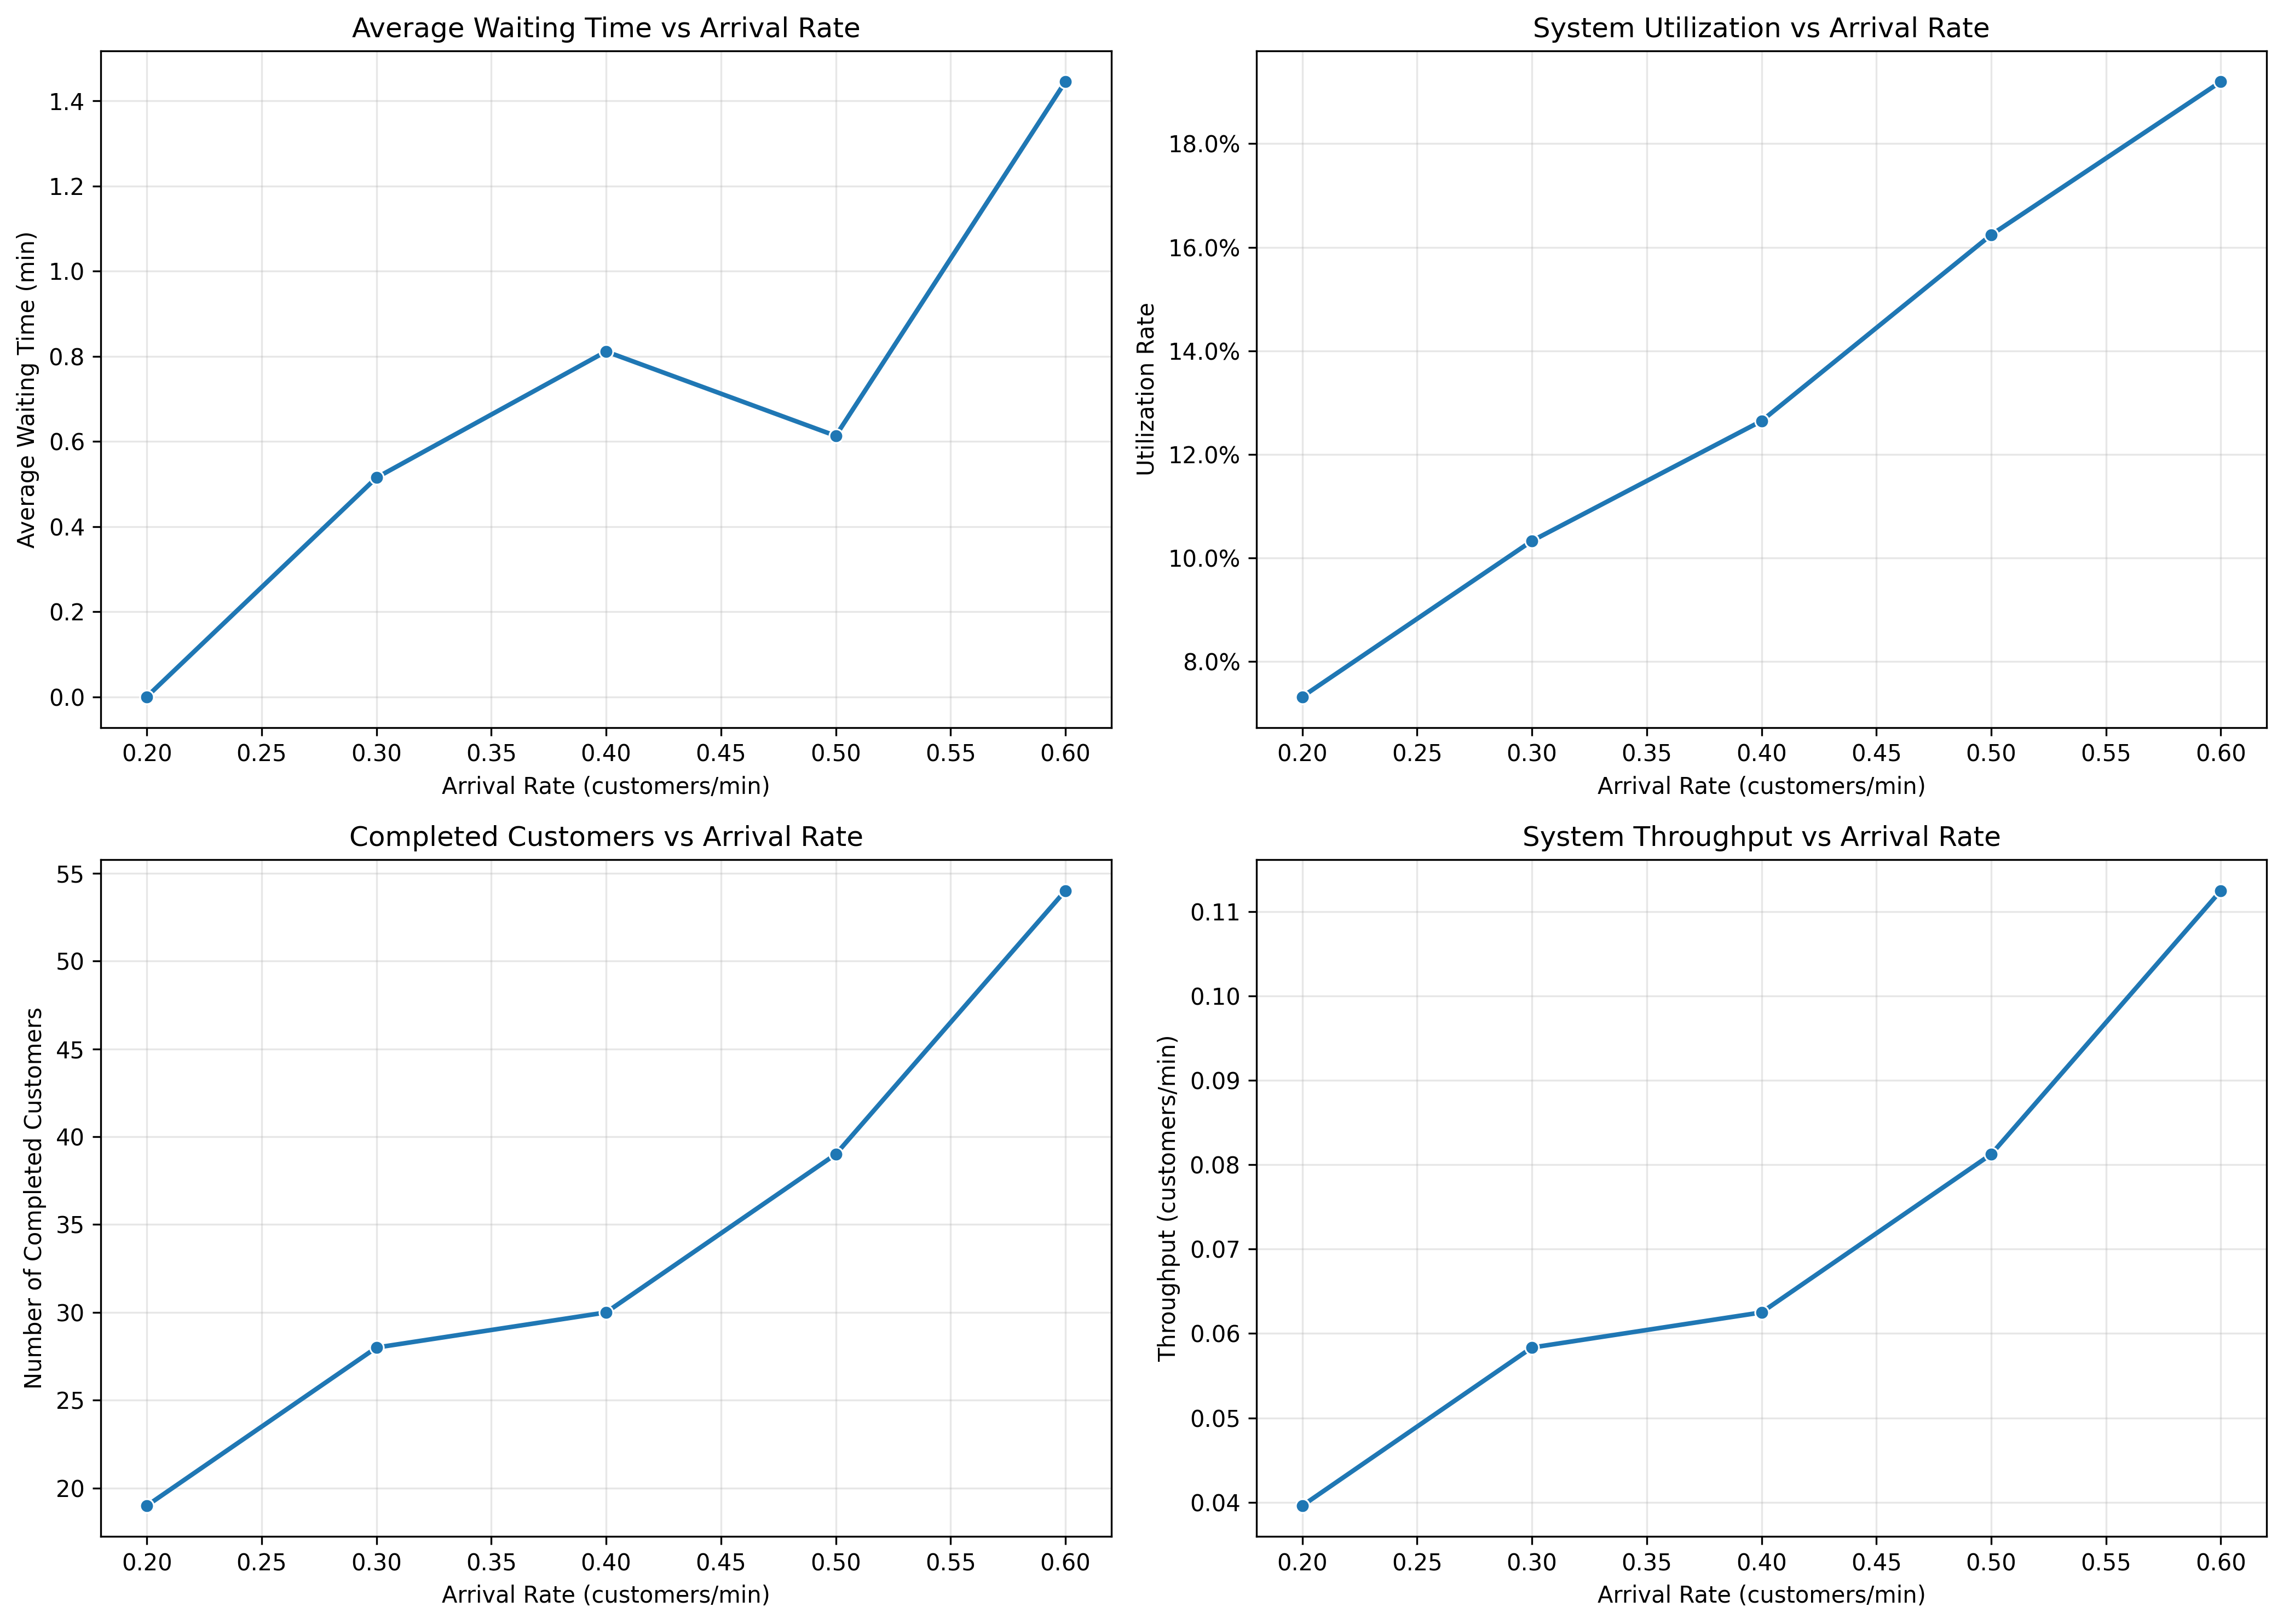 Average Waiting Time vs Arrival Rate
Average Waiting Time (min)
1.4
1.2
1.0
0.8
0.6
0.4
0.2
0.0
0.20 0.25 0.30 0.35 0.40 0.45 0.50 0.55 0.60
Arrival Rate (customers/min)
System Utilization vs Arrival Rate
Utilization Rate
18.0%
16.0%
14.0%
12.0%
10.0%
8.0%
0.20 0.25 0.30 0.35 0.40 0.45 0.50 0.55 0.60
Arrival Rate (customers/min)
Completed Customers vs Arrival Rate
Number of Completed Customers
55
50
45
40
35
30
25
20
0.20 0.25 0.30 0.35 0.40 0.45 0.50 0.55 0.60
Arrival Rate (customers/min)
System Throughput vs Arrival Rate
Throughput (customers/min)
0.11
0.10
0.09
0.08
0.07
0.06
0.05
0.04
0.20 0.25 0.30 0.35 0.40 0.45 0.50 0.55 0.60
Arrival Rate (customers/min)